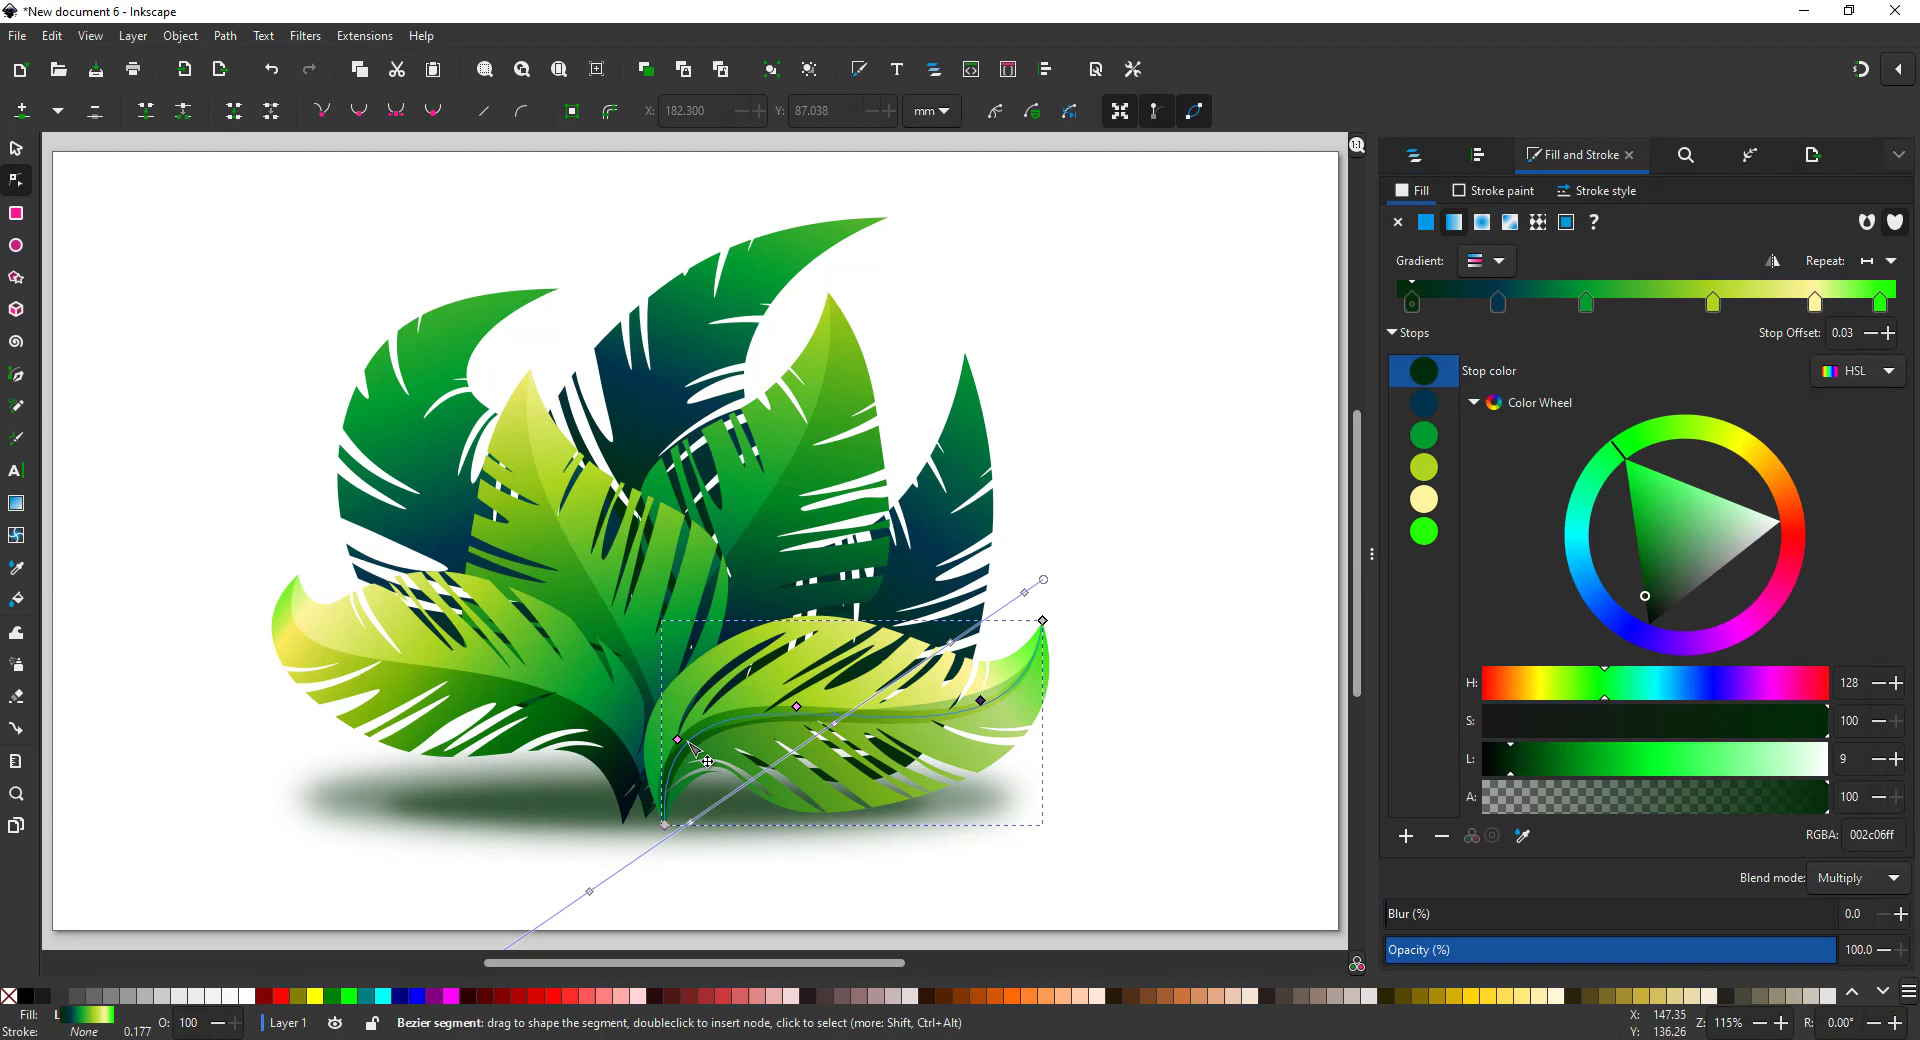 *New document 6 - Inkscape
File Edit View Layer Object Path Text Filters Extensions Help
X: 182.300 Y: 87.038 mm
1:1
Fill and Stroke
Fill Stroke paint Stroke style
?
Gradient: Repeat:
Stops Stop Offset: 0.03
Stop color HSL
Color Wheel
H: 128
S: 100
L: 9
A: 100
RGBA: 002c06ff
Blend mode: Multiply
Blur (%) 0.0
Opacity (%) 100.0
Fill: L
Stroke: None 0.177
O: 100
Layer 1
Bezier segment: drag to shape the segment, doubleclick to insert node, click to select (more: Shift, Ctrl+Alt)
X: 147.35
Y: 136.26
Z: 115%
R: 0.00°